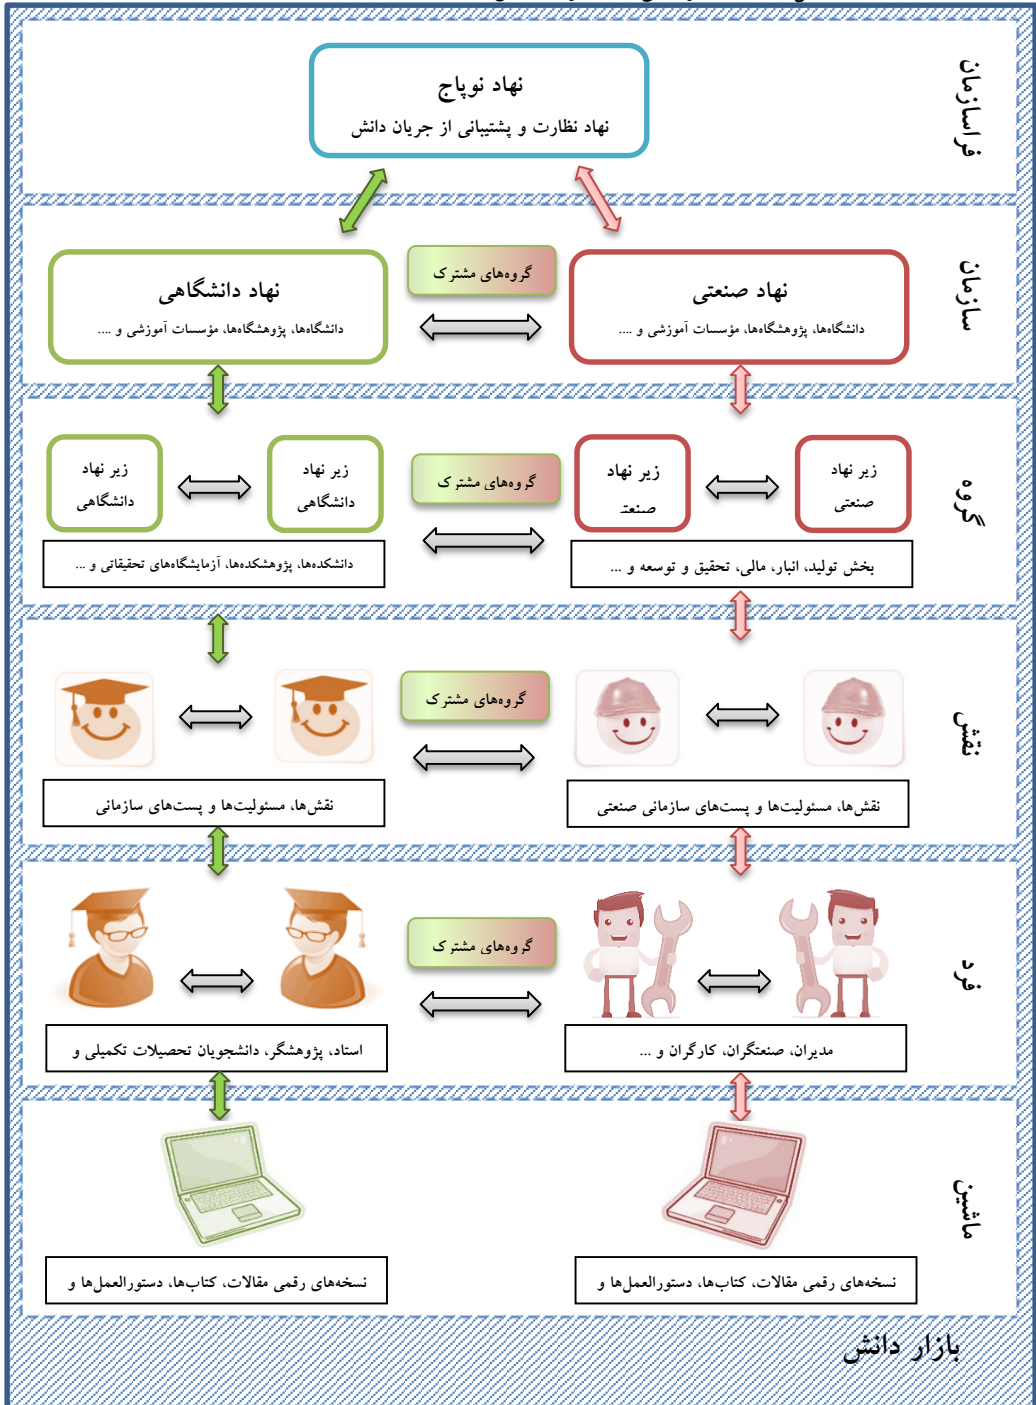 فراسازمان
نهاد نوپاج
نهاد نظارت و پشتیبانی از جریان دانش
سازمان
نهاد صنعتی
دانشگاه‌ها، پژوهشگاه‌ها، مؤسسات آموزشی و ....
گروه‌های مشترک
نهاد دانشگاهی
دانشگاه‌ها، پژوهشگاه‌ها، مؤسسات آموزشی و ....
گروه
زیر نهاد
صنعتی
زیر نهاد
صنعتی
گروه‌های مشترک
زیر نهاد
دانشگاهی
زیر نهاد
دانشگاهی
بخش تولید، انبار، مالی، تحقیق و توسعه و ...
دانشکده‌ها، پژوهشکده‌ها، آزمایشگاه‌های تحقیقاتی و ...
نقش
گروه‌های مشترک
نقش‌ها، مسئولیت‌ها و پست‌های سازمانی صنعتی
نقش‌ها، مسئولیت‌ها و پست‌های سازمانی
فرد
گروه‌های مشترک
مدیران، صنعتگران، کارگران و ...
استاد، پژوهشگر، دانشجویان تحصیلات تکمیلی و
ماشین
نسخه‌های رقمی مقالات، کتاب‌ها، دستورالعمل‌ها و
نسخه‌های رقمی مقالات، کتاب‌ها، دستورالعمل‌ها و
بازار دانش